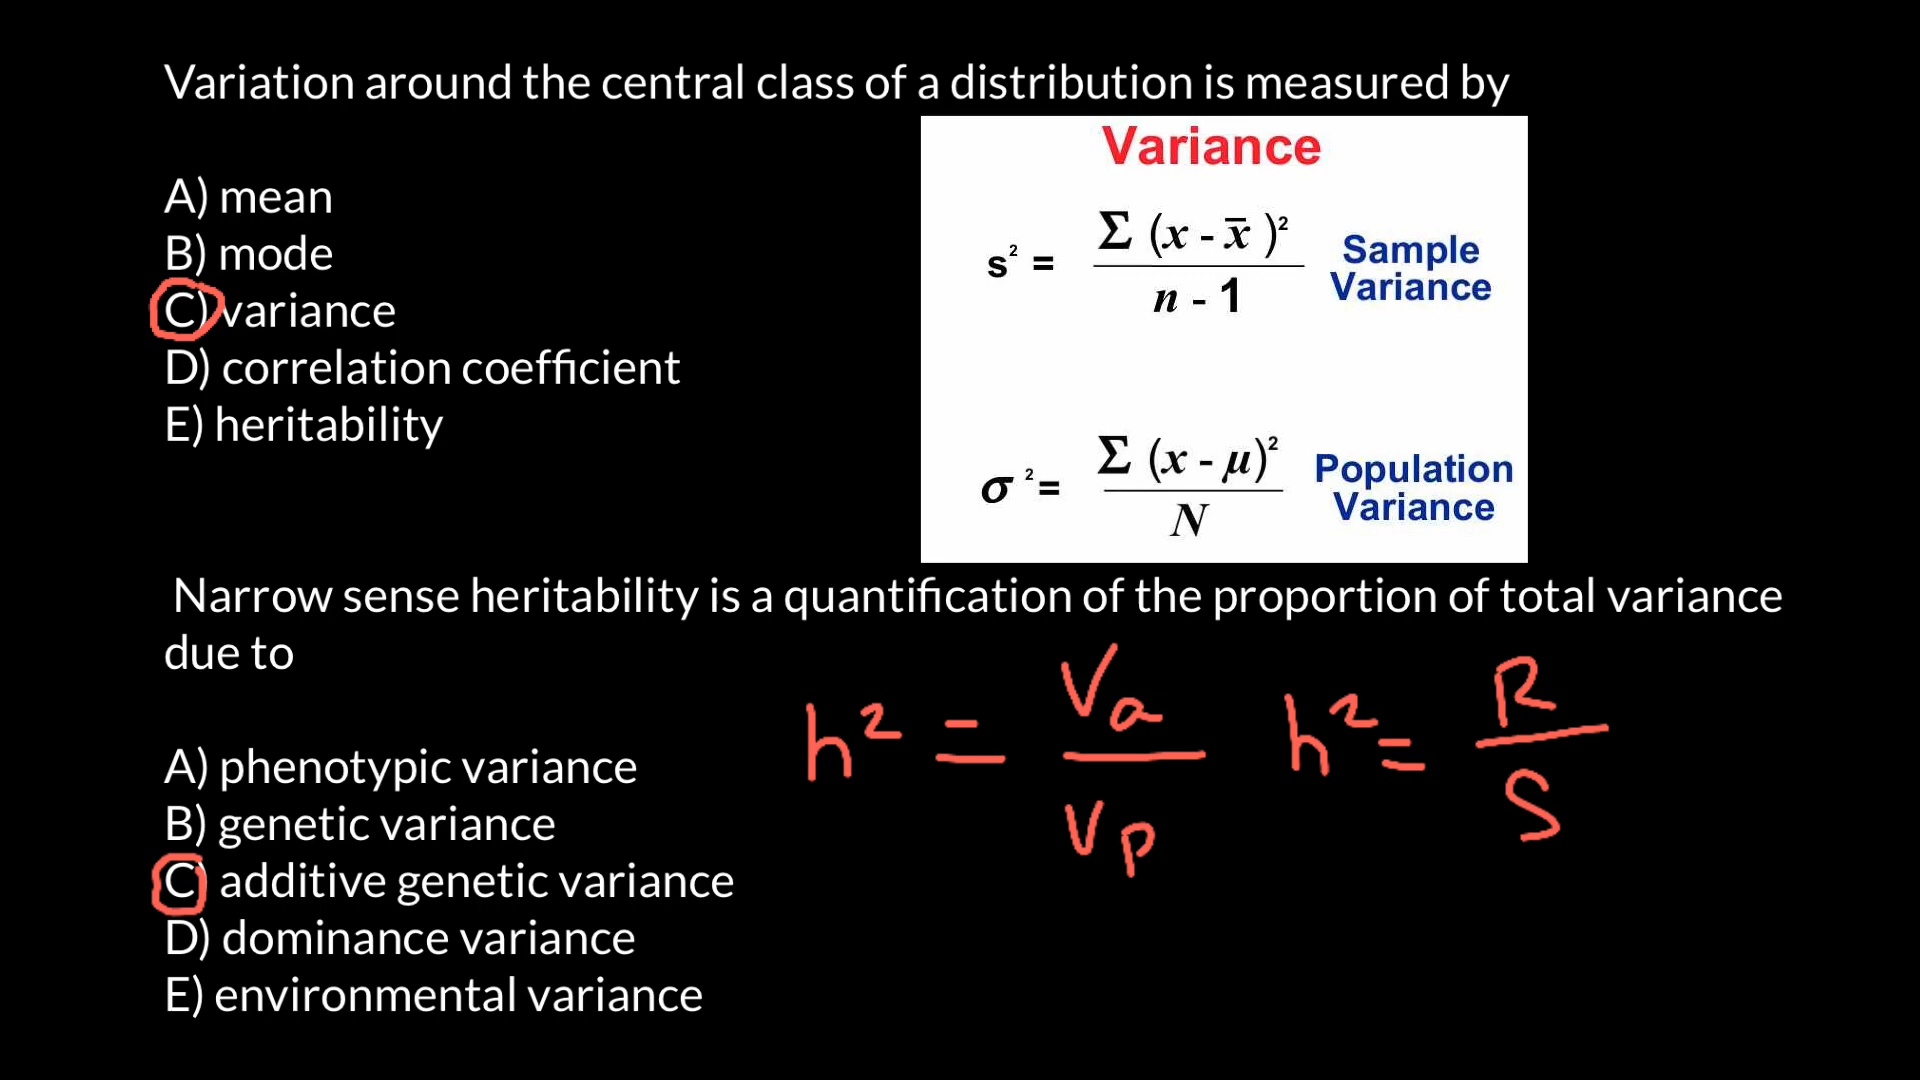 Variation around the central class of a distribution is measured by
A) mean
B) mode
C) variance
D) correlation coefficient
E) heritability
Variance
s² = Σ (x - x̄ )² / n - 1
Sample
Variance
σ ² = Σ (x - μ)² / N
Population
Variance
Narrow sense heritability is a quantification of the proportion of total variance
due to
h² = Va / Vp
h² = R / S
A) phenotypic variance
B) genetic variance
C) additive genetic variance
D) dominance variance
E) environmental variance